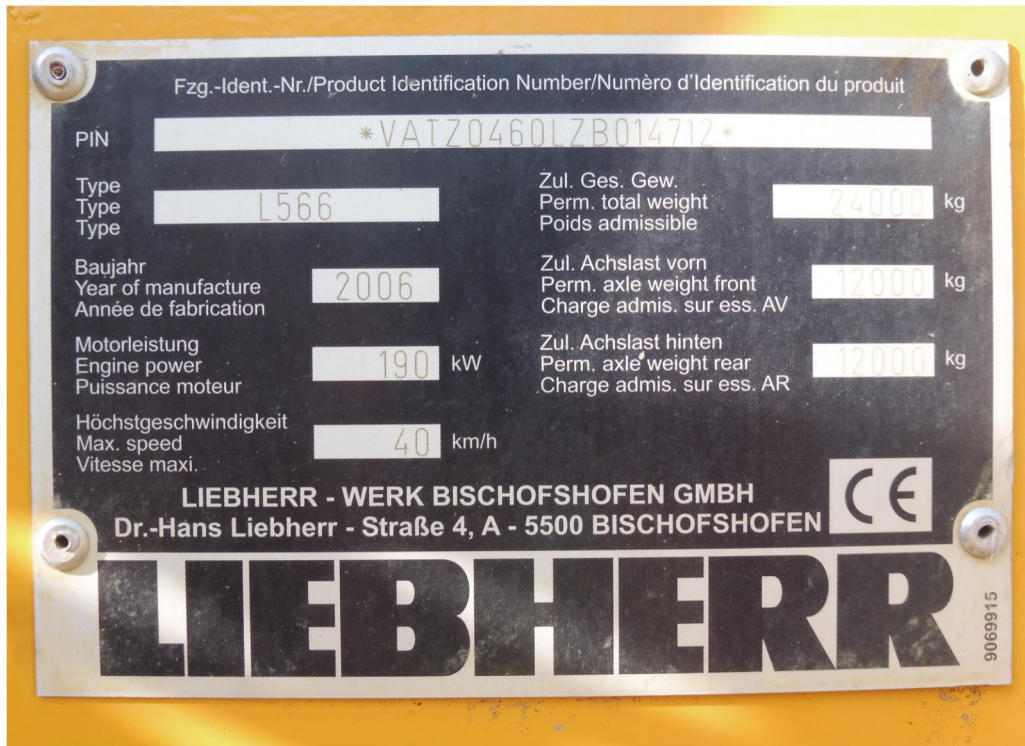 Fzg.-Ident.-Nr./Product Identification Number/Numèro d'Identification du produit
PIN *VATZ0460LZB014712*
Type
Type L566
Type
Baujahr
Year of manufacture 2006
Année de fabrication
Motorleistung
Engine power 190 kW
Puissance moteur
Höchstgeschwindigkeit
Max. speed 40 km/h
Vitesse maxi.
Zul. Ges. Gew.
Perm. total weight 24000 kg
Poids admissible
Zul. Achslast vorn
Perm. axle weight front 12000 kg
Charge admis. sur ess. AV
Zul. Achslast hinten
Perm. axle weight rear 12000 kg
Charge admis. sur ess. AR
LIEBHERR - WERK BISCHOFSHOFEN GMBH
Dr.-Hans Liebherr - Straße 4, A - 5500 BISCHOFSHOFEN
CE
LIEBHERR
9069915